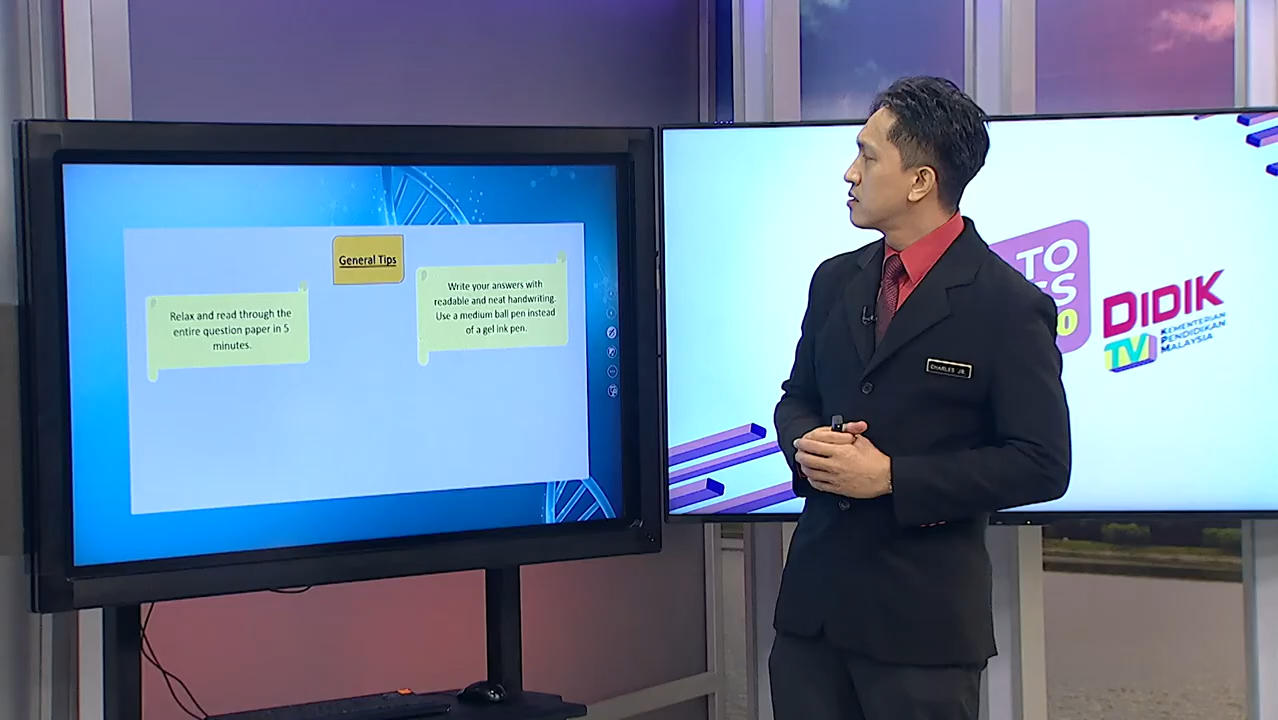 General Tips
Relax and read through the
entire question paper in 5
minutes.
Write your answers with
readable and neat handwriting.
Use a medium ball pen instead
of a gel ink pen.
TO
DIDIK
TV
KEMENTERIAN
PENDIDIKAN
MALAYSIA
CHARLES JR.